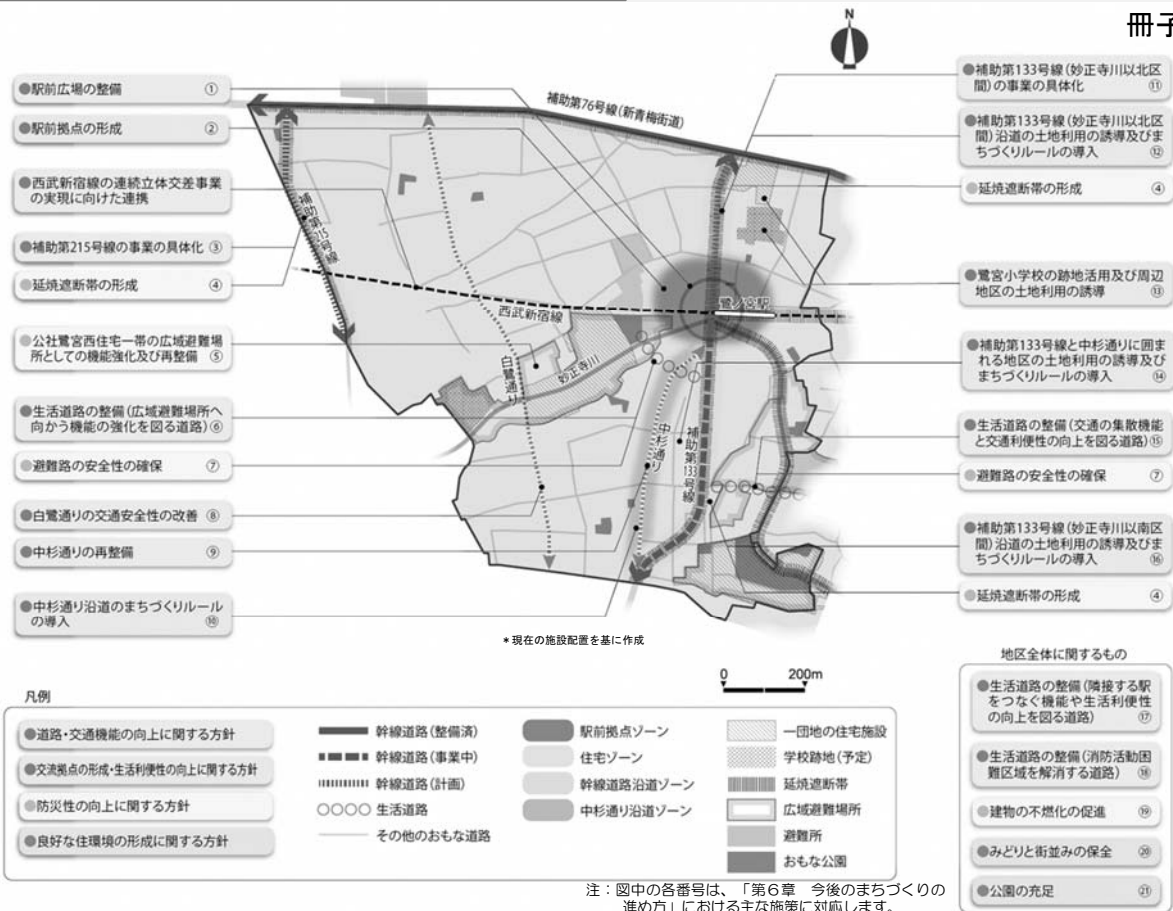 冊子
N
●駅前広場の整備 ①
●駅前拠点の形成 ②
●西武新宿線の連続立体交差事業
の実現に向けた連携
●補助第215号線の事業の具体化 ③
●延焼遮断帯の形成 ④
●公社鷺宮西住宅一帯の広域避難場
所としての機能強化及び再整備 ⑤
●生活道路の整備(広域避難場所へ
向かう機能の強化を図る道路) ⑥
●避難路の安全性の確保 ⑦
●白鷺通りの交通安全性の改善 ⑧
●中杉通りの再整備 ⑨
●中杉通り沿道のまちづくりルール
の導入 ⑩
補助第76号線(新青梅街道)
補助第215号線
西武新宿線
鷺ノ宮駅
妙正寺川
白鷺通り
中杉通り
補助第133号線
*現在の施設配置を基に作成
●補助第133号線(妙正寺川以北区
間)の事業の具体化 ⑪
●補助第133号線(妙正寺川以北区
間)沿道の土地利用の誘導及びま
ちづくりルールの導入 ⑫
●延焼遮断帯の形成 ④
●鷺宮小学校の跡地活用及び周辺
地区の土地利用の誘導 ⑬
●補助第133号線と中杉通りに囲ま
れる地区の土地利用の誘導及び
まちづくりルールの導入 ⑭
●生活道路の整備(交通の集散機能
と交通利便性の向上を図る道路) ⑮
●避難路の安全性の確保 ⑦
●補助第133号線(妙正寺川以南区
間)沿道の土地利用の誘導及びま
ちづくりルールの導入 ⑯
●延焼遮断帯の形成 ④
0 200m
凡例
●道路・交通機能の向上に関する方針
●交流拠点の形成・生活利便性の向上に関する方針
●防災性の向上に関する方針
●良好な住環境の形成に関する方針
幹線道路(整備済)
幹線道路(事業中)
幹線道路(計画)
生活道路
その他のおもな道路
駅前拠点ゾーン
住宅ゾーン
幹線道路沿道ゾーン
中杉通り沿道ゾーン
一団地の住宅施設
学校跡地(予定)
延焼遮断帯
広域避難場所
避難所
おもな公園
地区全体に関するもの
●生活道路の整備(隣接する駅
をつなぐ機能や生活利便性
の向上を図る道路) ⑰
●生活道路の整備(消防活動困
難区域を解消する道路) ⑱
●建物の不燃化の促進 ⑲
●みどりと街並みの保全 ⑳
●公園の充足 ㉑
注：図中の各番号は、「第6章 今後のまちづくりの
進め方」における主な施策に対応します。